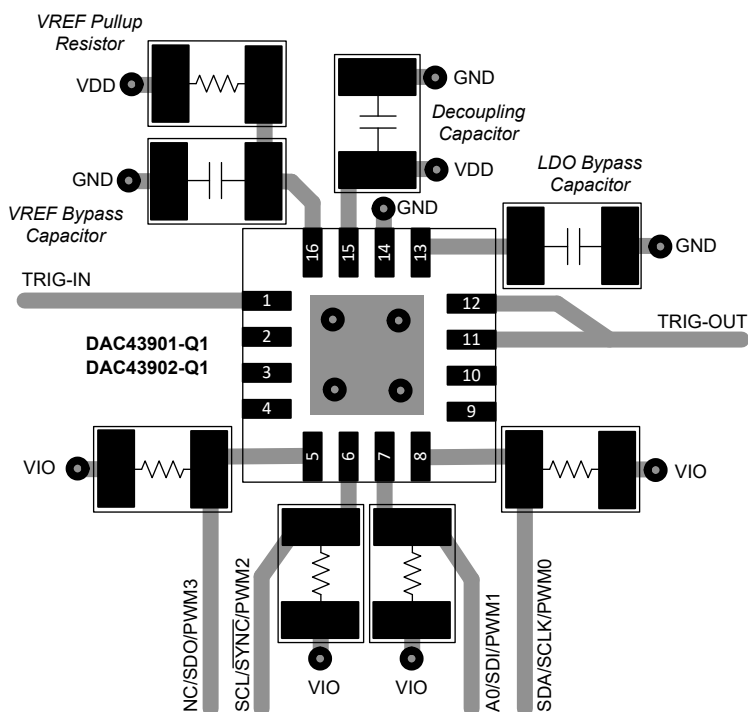 VREF Pullup
Resistor
VDD
GND
Decoupling
Capacitor
VDD
GND
VREF Bypass
Capacitor
GND
LDO Bypass
Capacitor
GND
16
15
14
13
TRIG-IN
1
12
TRIG-OUT
2
11
DAC43901-Q1
DAC43902-Q1
3
10
4
9
VIO
5
6
7
8
VIO
NC/SDO/PWM3
SCL/SYNC/PWM2
VIO
VIO
A0/SDI/PWM1
SDA/SCLK/PWM0